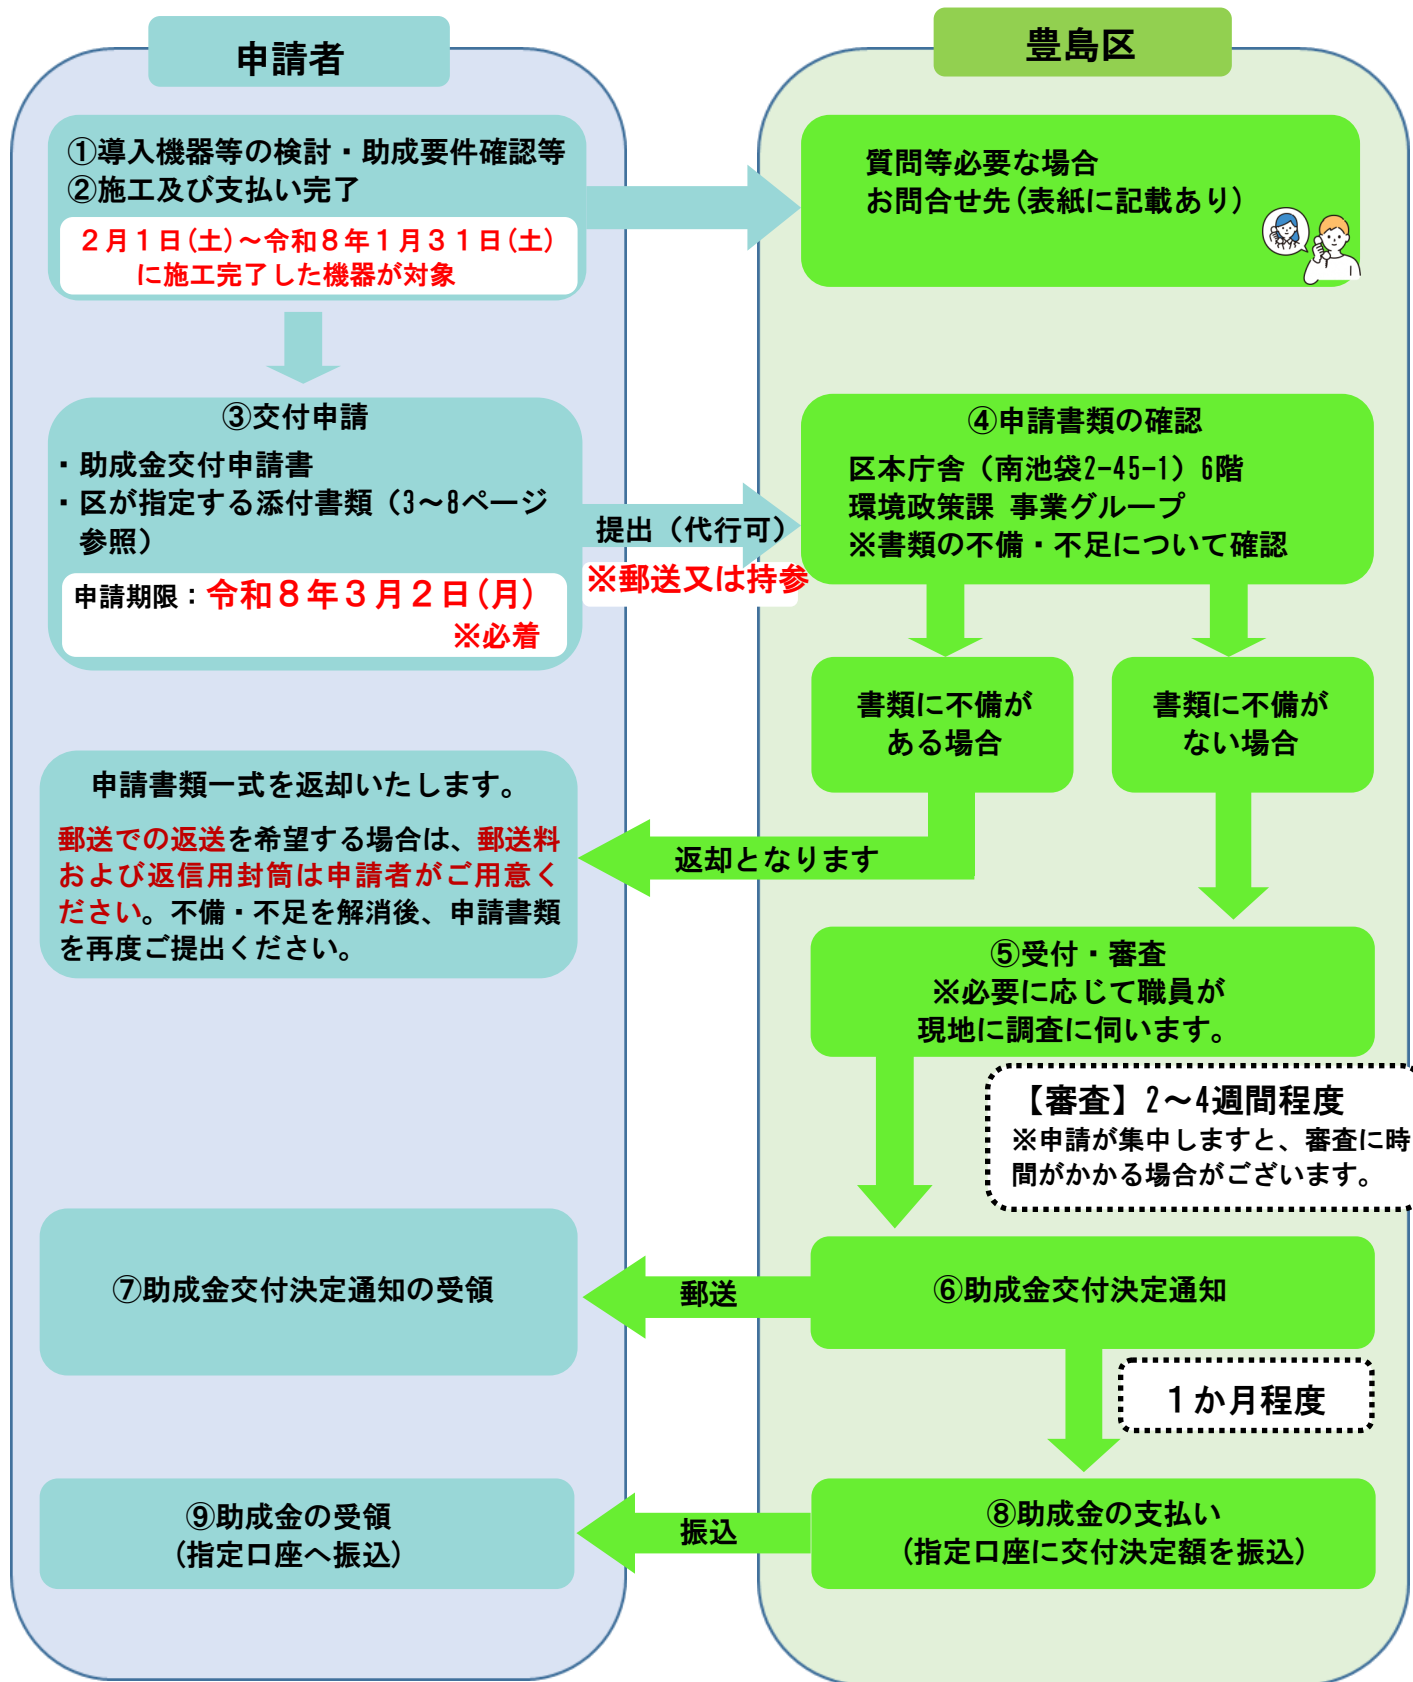 申請者
豊島区
①導入機器等の検討・助成要件確認等
②施工及び支払い完了
２月１日(土)～令和８年１月３１日(土)
に施工完了した機器が対象
質問等必要な場合
お問合せ先(表紙に記載あり)
③交付申請
・助成金交付申請書
・区が指定する添付書類（3～8ページ
参照）
申請期限：令和８年３月２日(月)
※必着
提出（代行可）
※郵送又は持参
④申請書類の確認
区本庁舎（南池袋2-45-1）6階
環境政策課 事業グループ
※書類の不備・不足について確認
書類に不備が
ある場合
書類に不備が
ない場合
申請書類一式を返却いたします。
郵送での返送を希望する場合は、郵送料
および返信用封筒は申請者がご用意く
ださい。不備・不足を解消後、申請書類
を再度ご提出ください。
返却となります
⑤受付・審査
※必要に応じて職員が
現地に調査に伺います。
【審査】2～4週間程度
※申請が集中しますと、審査に時
間がかかる場合がございます。
⑦助成金交付決定通知の受領
郵送
⑥助成金交付決定通知
１か月程度
⑨助成金の受領
(指定口座へ振込)
振込
⑧助成金の支払い
(指定口座に交付決定額を振込)